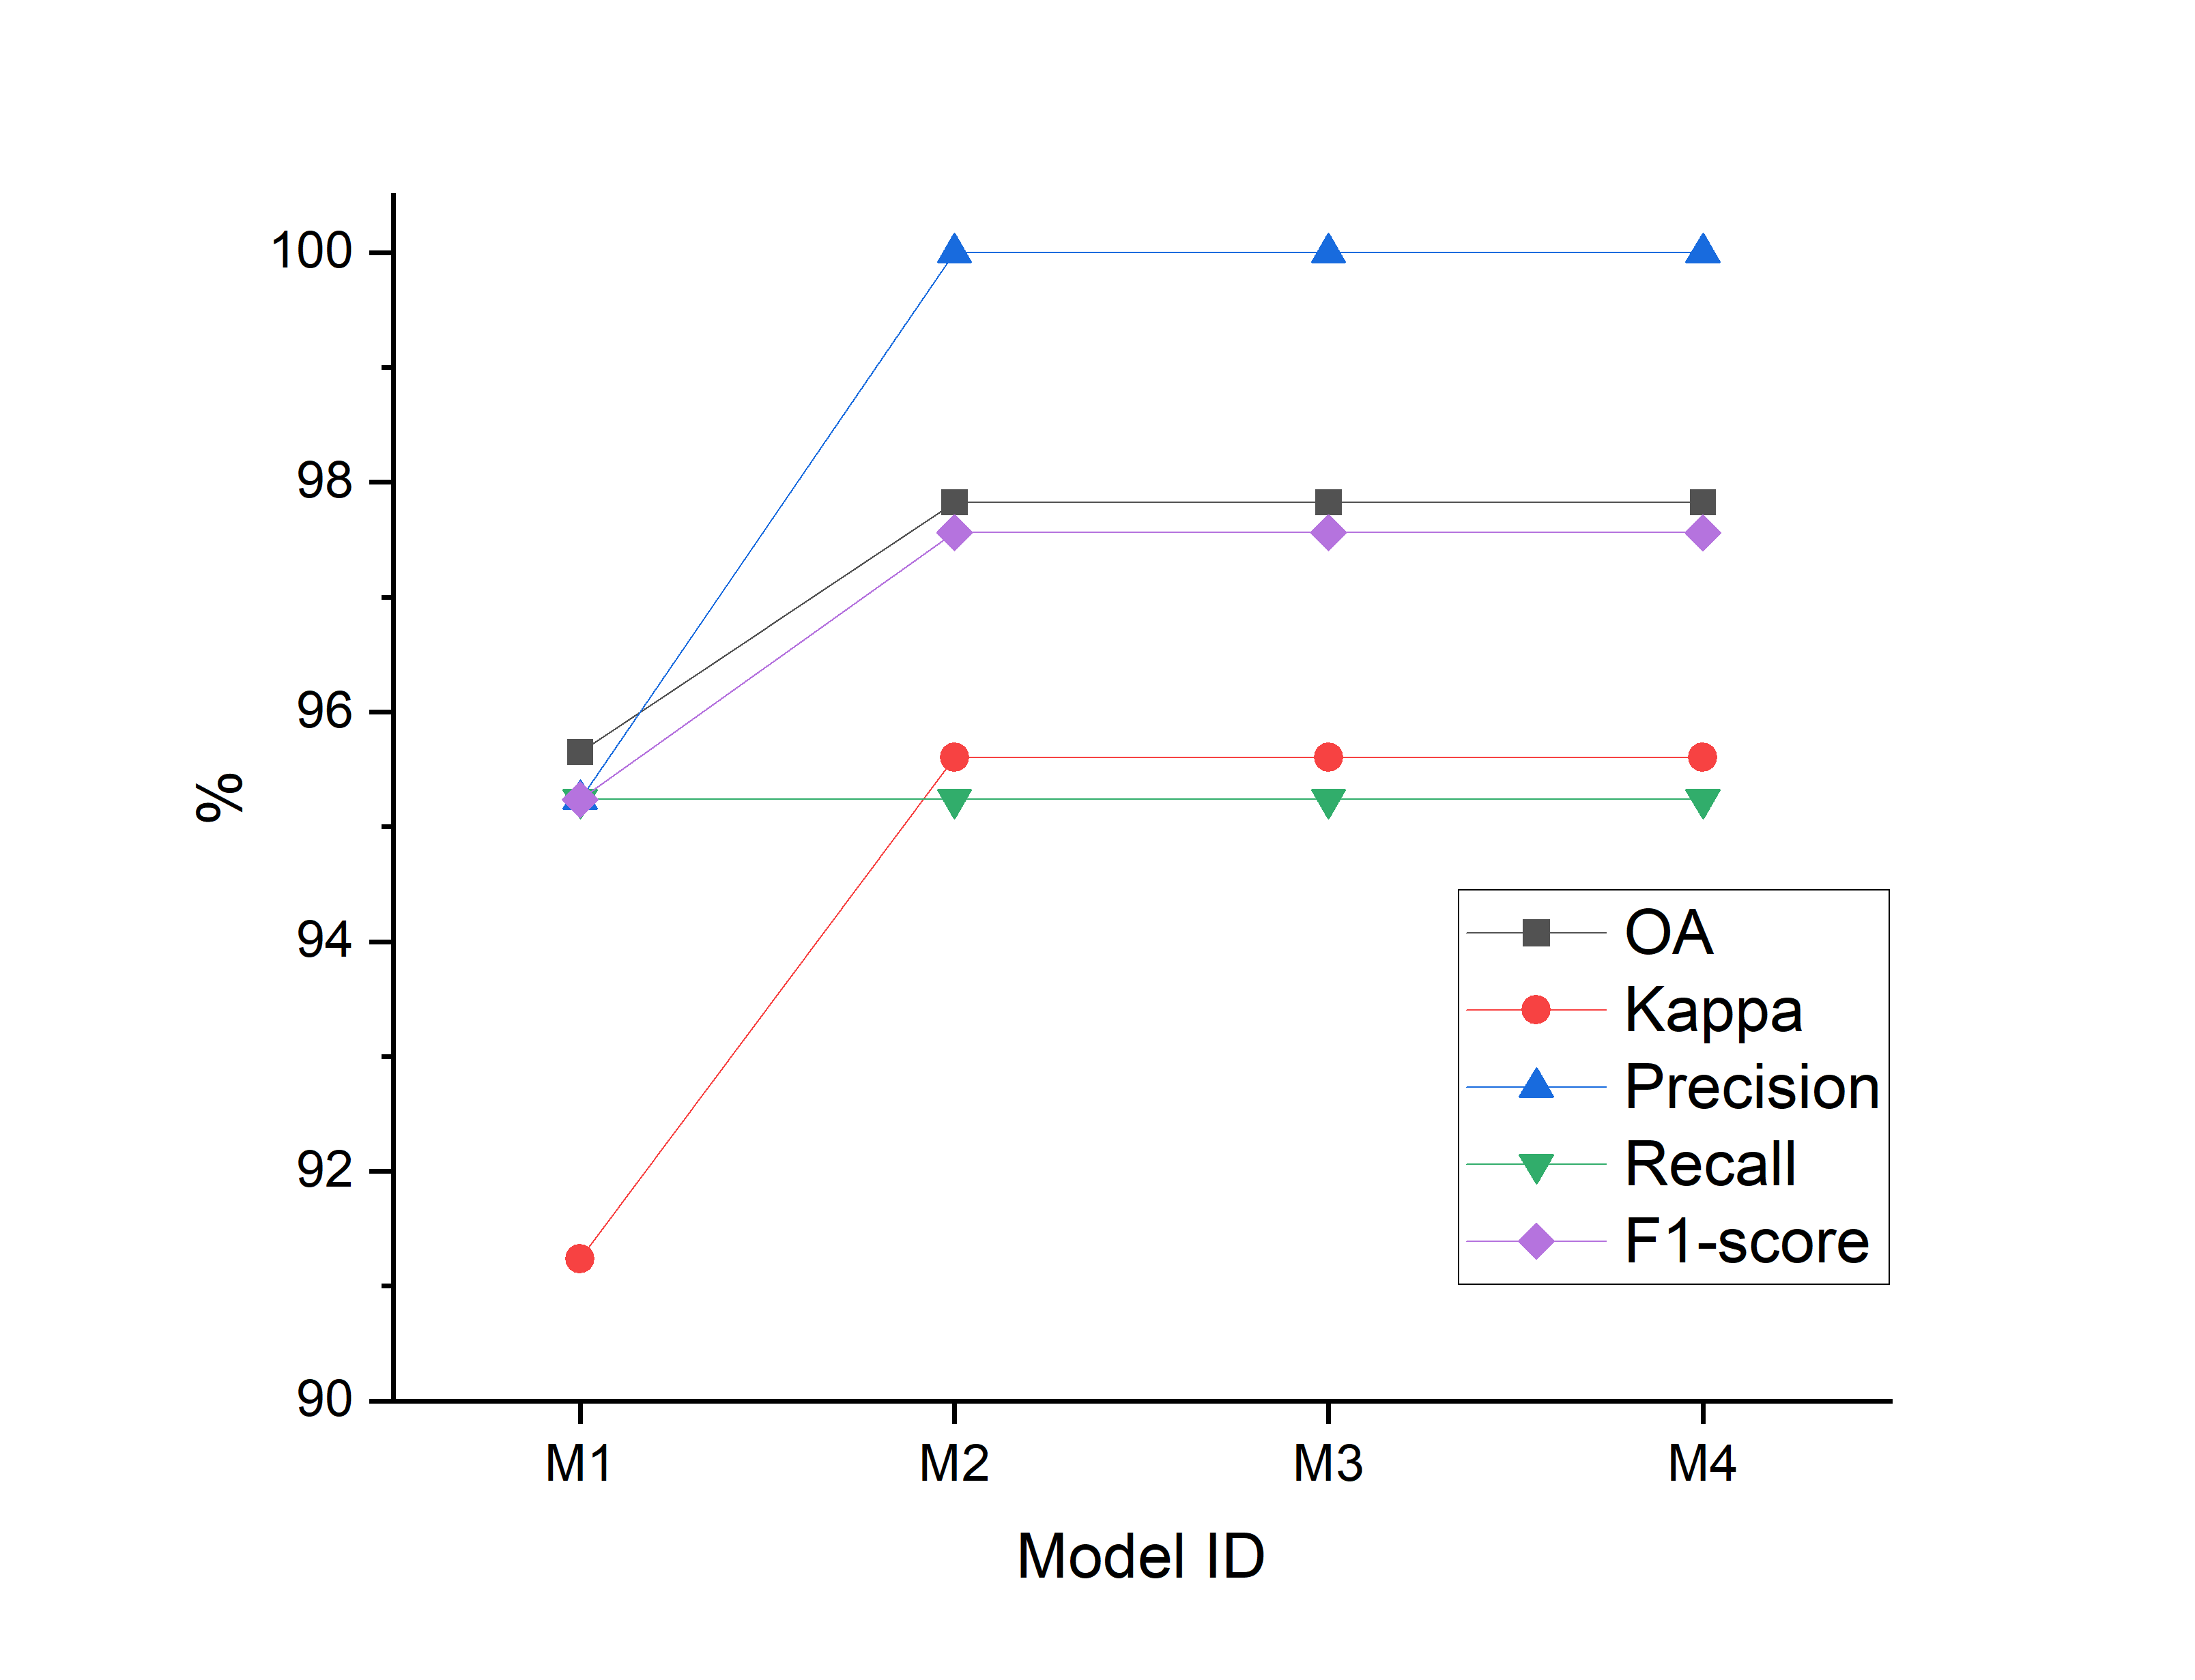 100
98
96
94
92
90
%
M1 M2 M3 M4
Model ID
OA
Kappa
Precision
Recall
F1-score